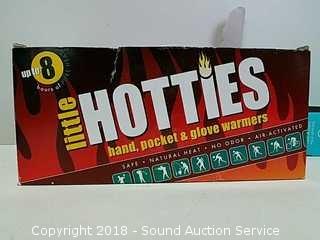 up to 8
hours of
little
HOTTIES
hand, pocket & glove warmers
SAFE • NATURAL HEAT • NO ODOR • AIR-ACTIVATED
Copyright 2018 - Sound Auction Service